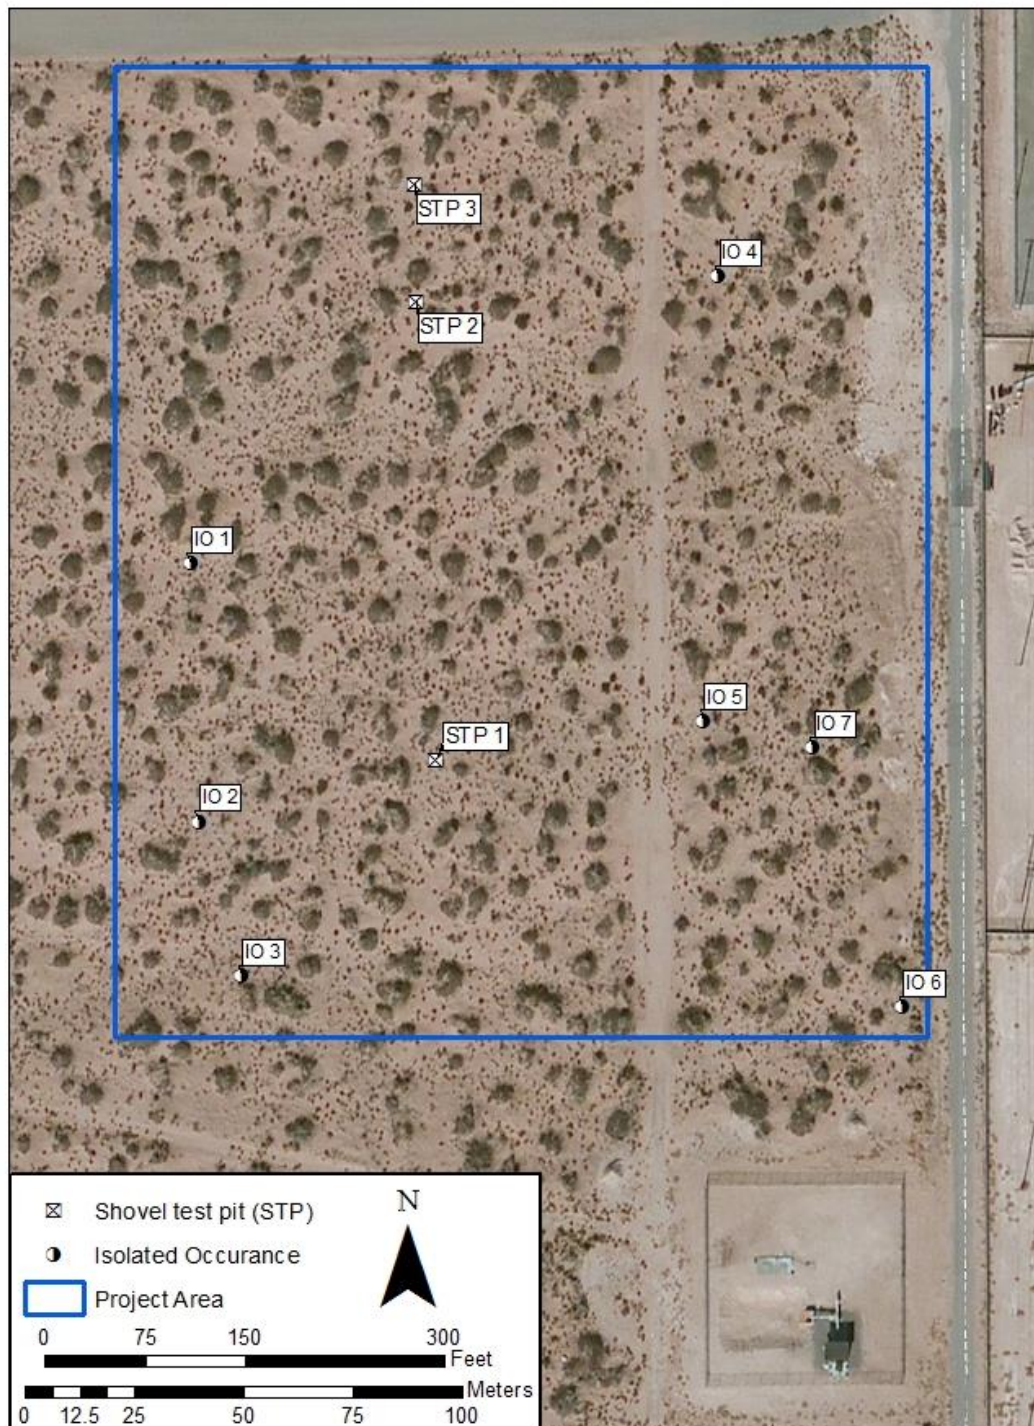 STP 3
IO 4
STP 2
IO 1
IO 5
STP 1
IO 7
IO 2
IO 3
IO 6
Shovel test pit (STP)
N
Isolated Occurance
Project Area
0 75 150 300
Feet
Meters
0 12.5 25 50 75 100